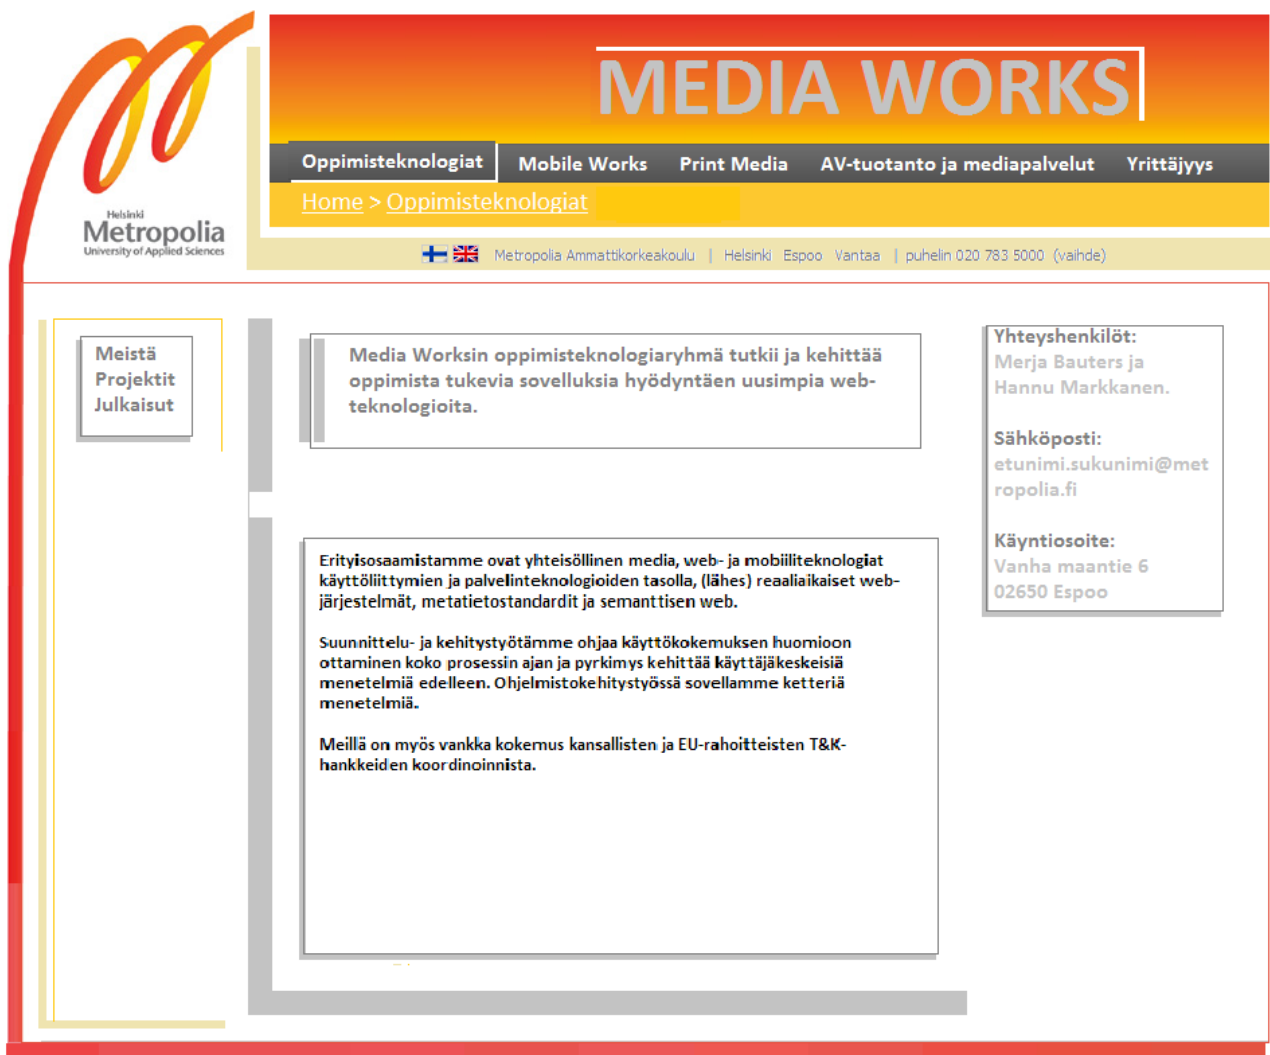 MEDIA WORKS
Oppimisteknologiat Mobile Works Print Media AV-tuotanto ja mediapalvelut Yrittäjyys
Home > Oppimisteknologiat
Helsinki
Metropolia
University of Applied Sciences
Metropolia Ammattikorkeakoulu | Helsinki Espoo Vantaa | puhelin 020 783 5000 (vaihde)
Meistä
Projektit
Julkaisut
Media Worksin oppimisteknologiaryhmä tutkii ja kehittää
oppimista tukevia sovelluksia hyödyntäen uusimpia web-
teknologioita.
Erityisosaamistamme ovat yhteisöllinen media, web- ja mobiiliteknologiat
käyttöliittymien ja palvelinteknologioiden tasolla, (lähes) reaaliaikaiset web-
järjestelmät, metatietostandardit ja semanttisen web.
Suunnittelu- ja kehitystyötämme ohjaa käyttökokemuksen huomioon
ottaminen koko prosessin ajan ja pyrkimys kehittää käyttäjäkeskeisiä
menetelmiä edelleen. Ohjelmistokehitystyössä sovellamme ketteriä
menetelmiä.
Meillä on myös vankka kokemus kansallisten ja EU-rahoitteisten T&K-
hankkeiden koordinoinnista.
Yhteyshenkilöt:
Merja Bauters ja
Hannu Markkanen.
Sähköposti:
etunimi.sukunimi@met
ropolia.fi
Käyntiosoite:
Vanha maantie 6
02650 Espoo